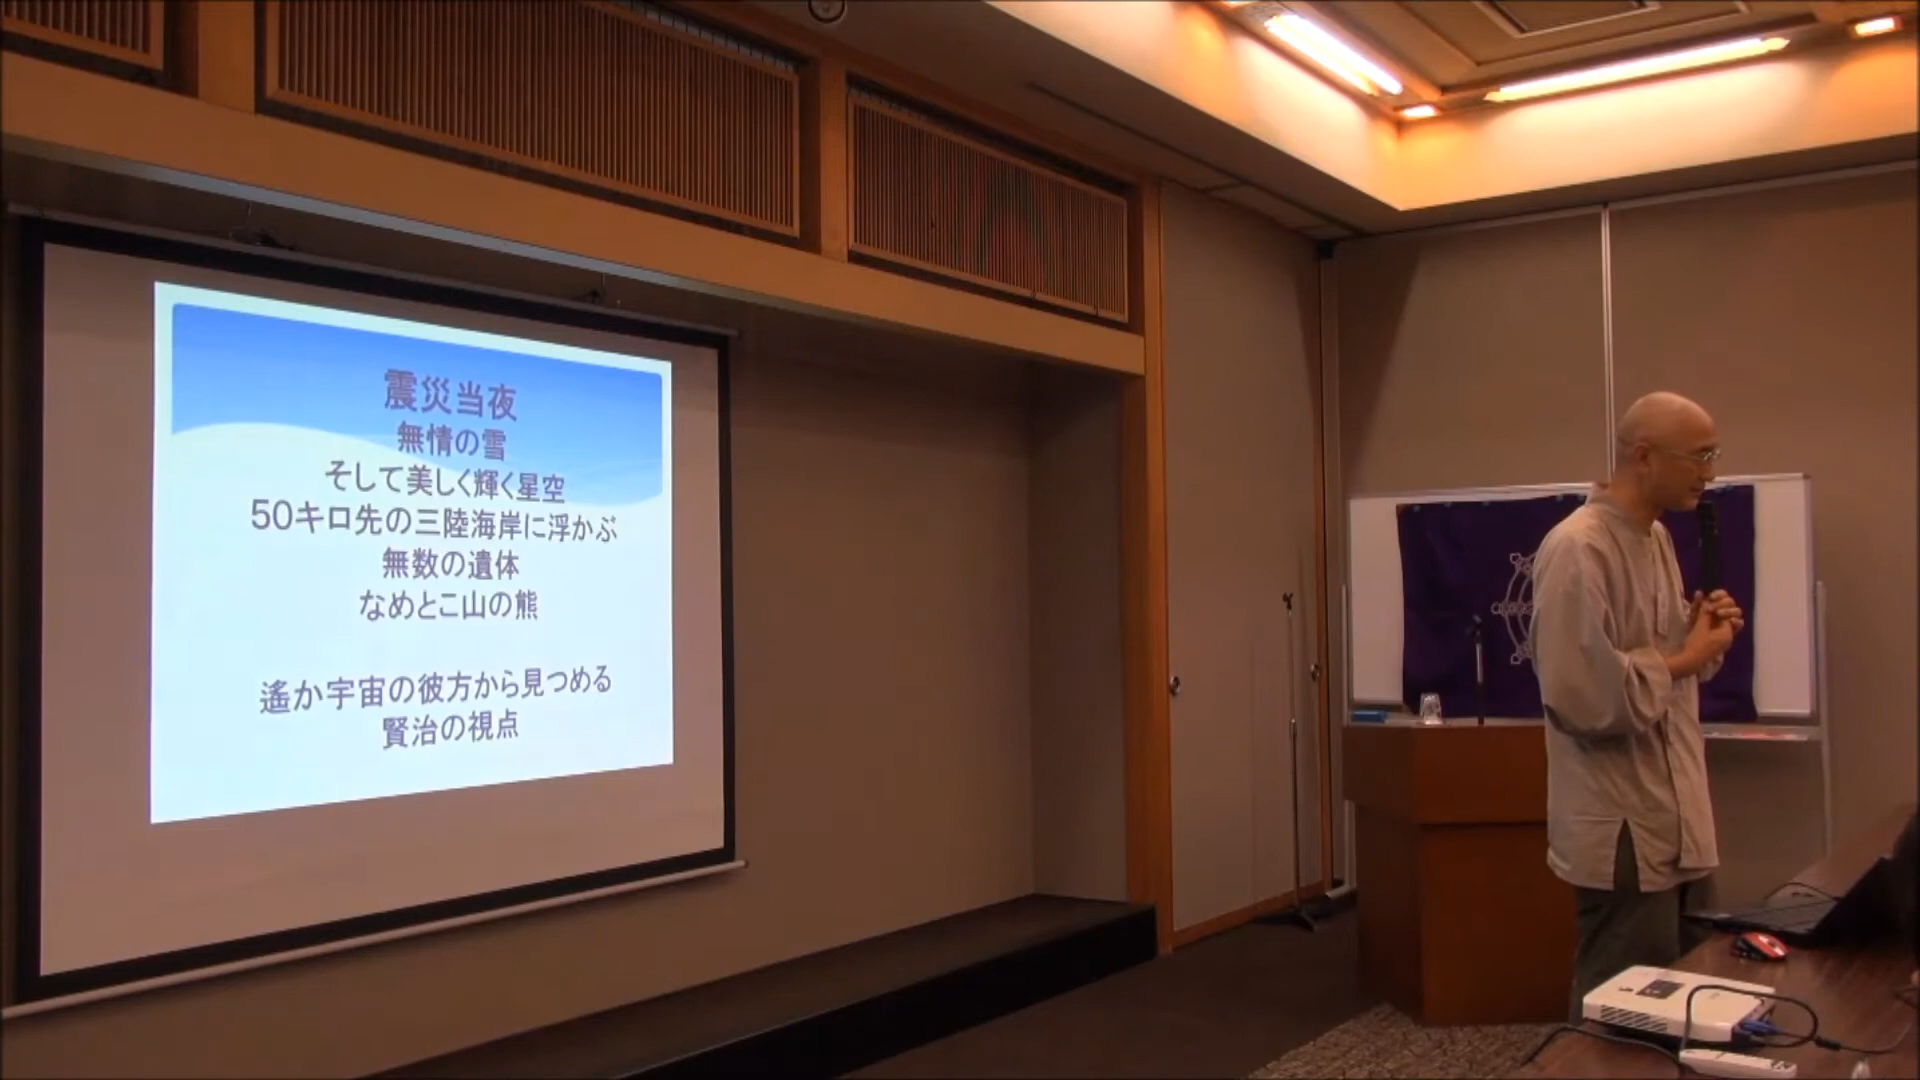 震災当夜
無情の雪
そして美しく輝く星空
50キロ先の三陸海岸に浮かぶ
無数の遺体
なめとこ山の熊
遙か宇宙の彼方から見つめる
賢治の視点